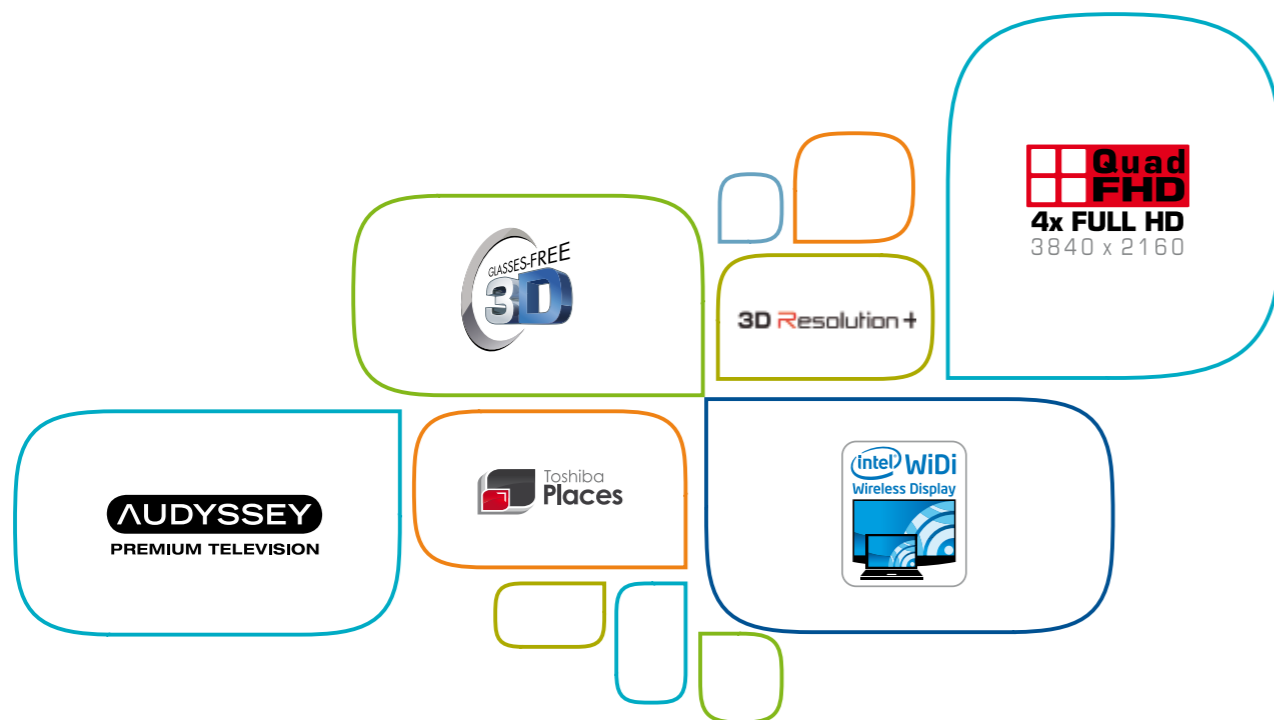 Quad
FHD
4x FULL HD
3840 x 2160
GLASSES-FREE
3D
3D Resolution+
AUDYSSEY
PREMIUM TELEVISION
Toshiba
Places
intel WiDi
Wireless Display